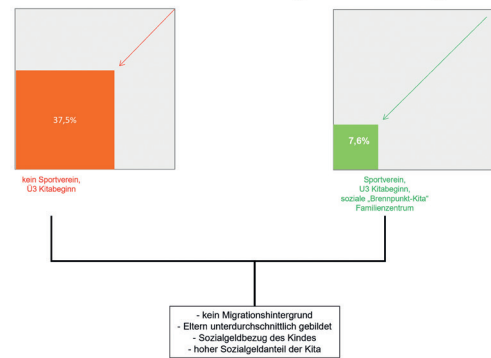 37,5%
kein Sportverein,
Ü3 Kitabeginn
7,6%
Sportverein,
U3 Kitabeginn,
soziale „Brennpunkt-Kita"
Familienzentrum
- kein Migrationshintergrund
- Eltern unterdurchschnittlich gebildet
- Sozialgeldbezug des Kindes
- hoher Sozialgeldanteil der Kita